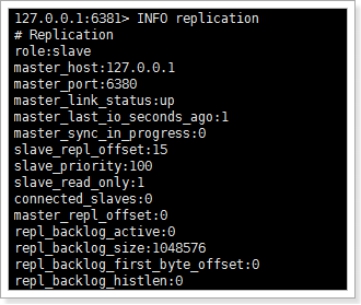 127.0.0.1:6381> INFO replication
# Replication
role:slave
master_host:127.0.0.1
master_port:6380
master_link_status:up
master_last_io_seconds_ago:1
master_sync_in_progress:0
slave_repl_offset:15
slave_priority:100
slave_read_only:1
connected_slaves:0
master_repl_offset:0
repl_backlog_active:0
repl_backlog_size:1048576
repl_backlog_first_byte_offset:0
repl_backlog_histlen:0